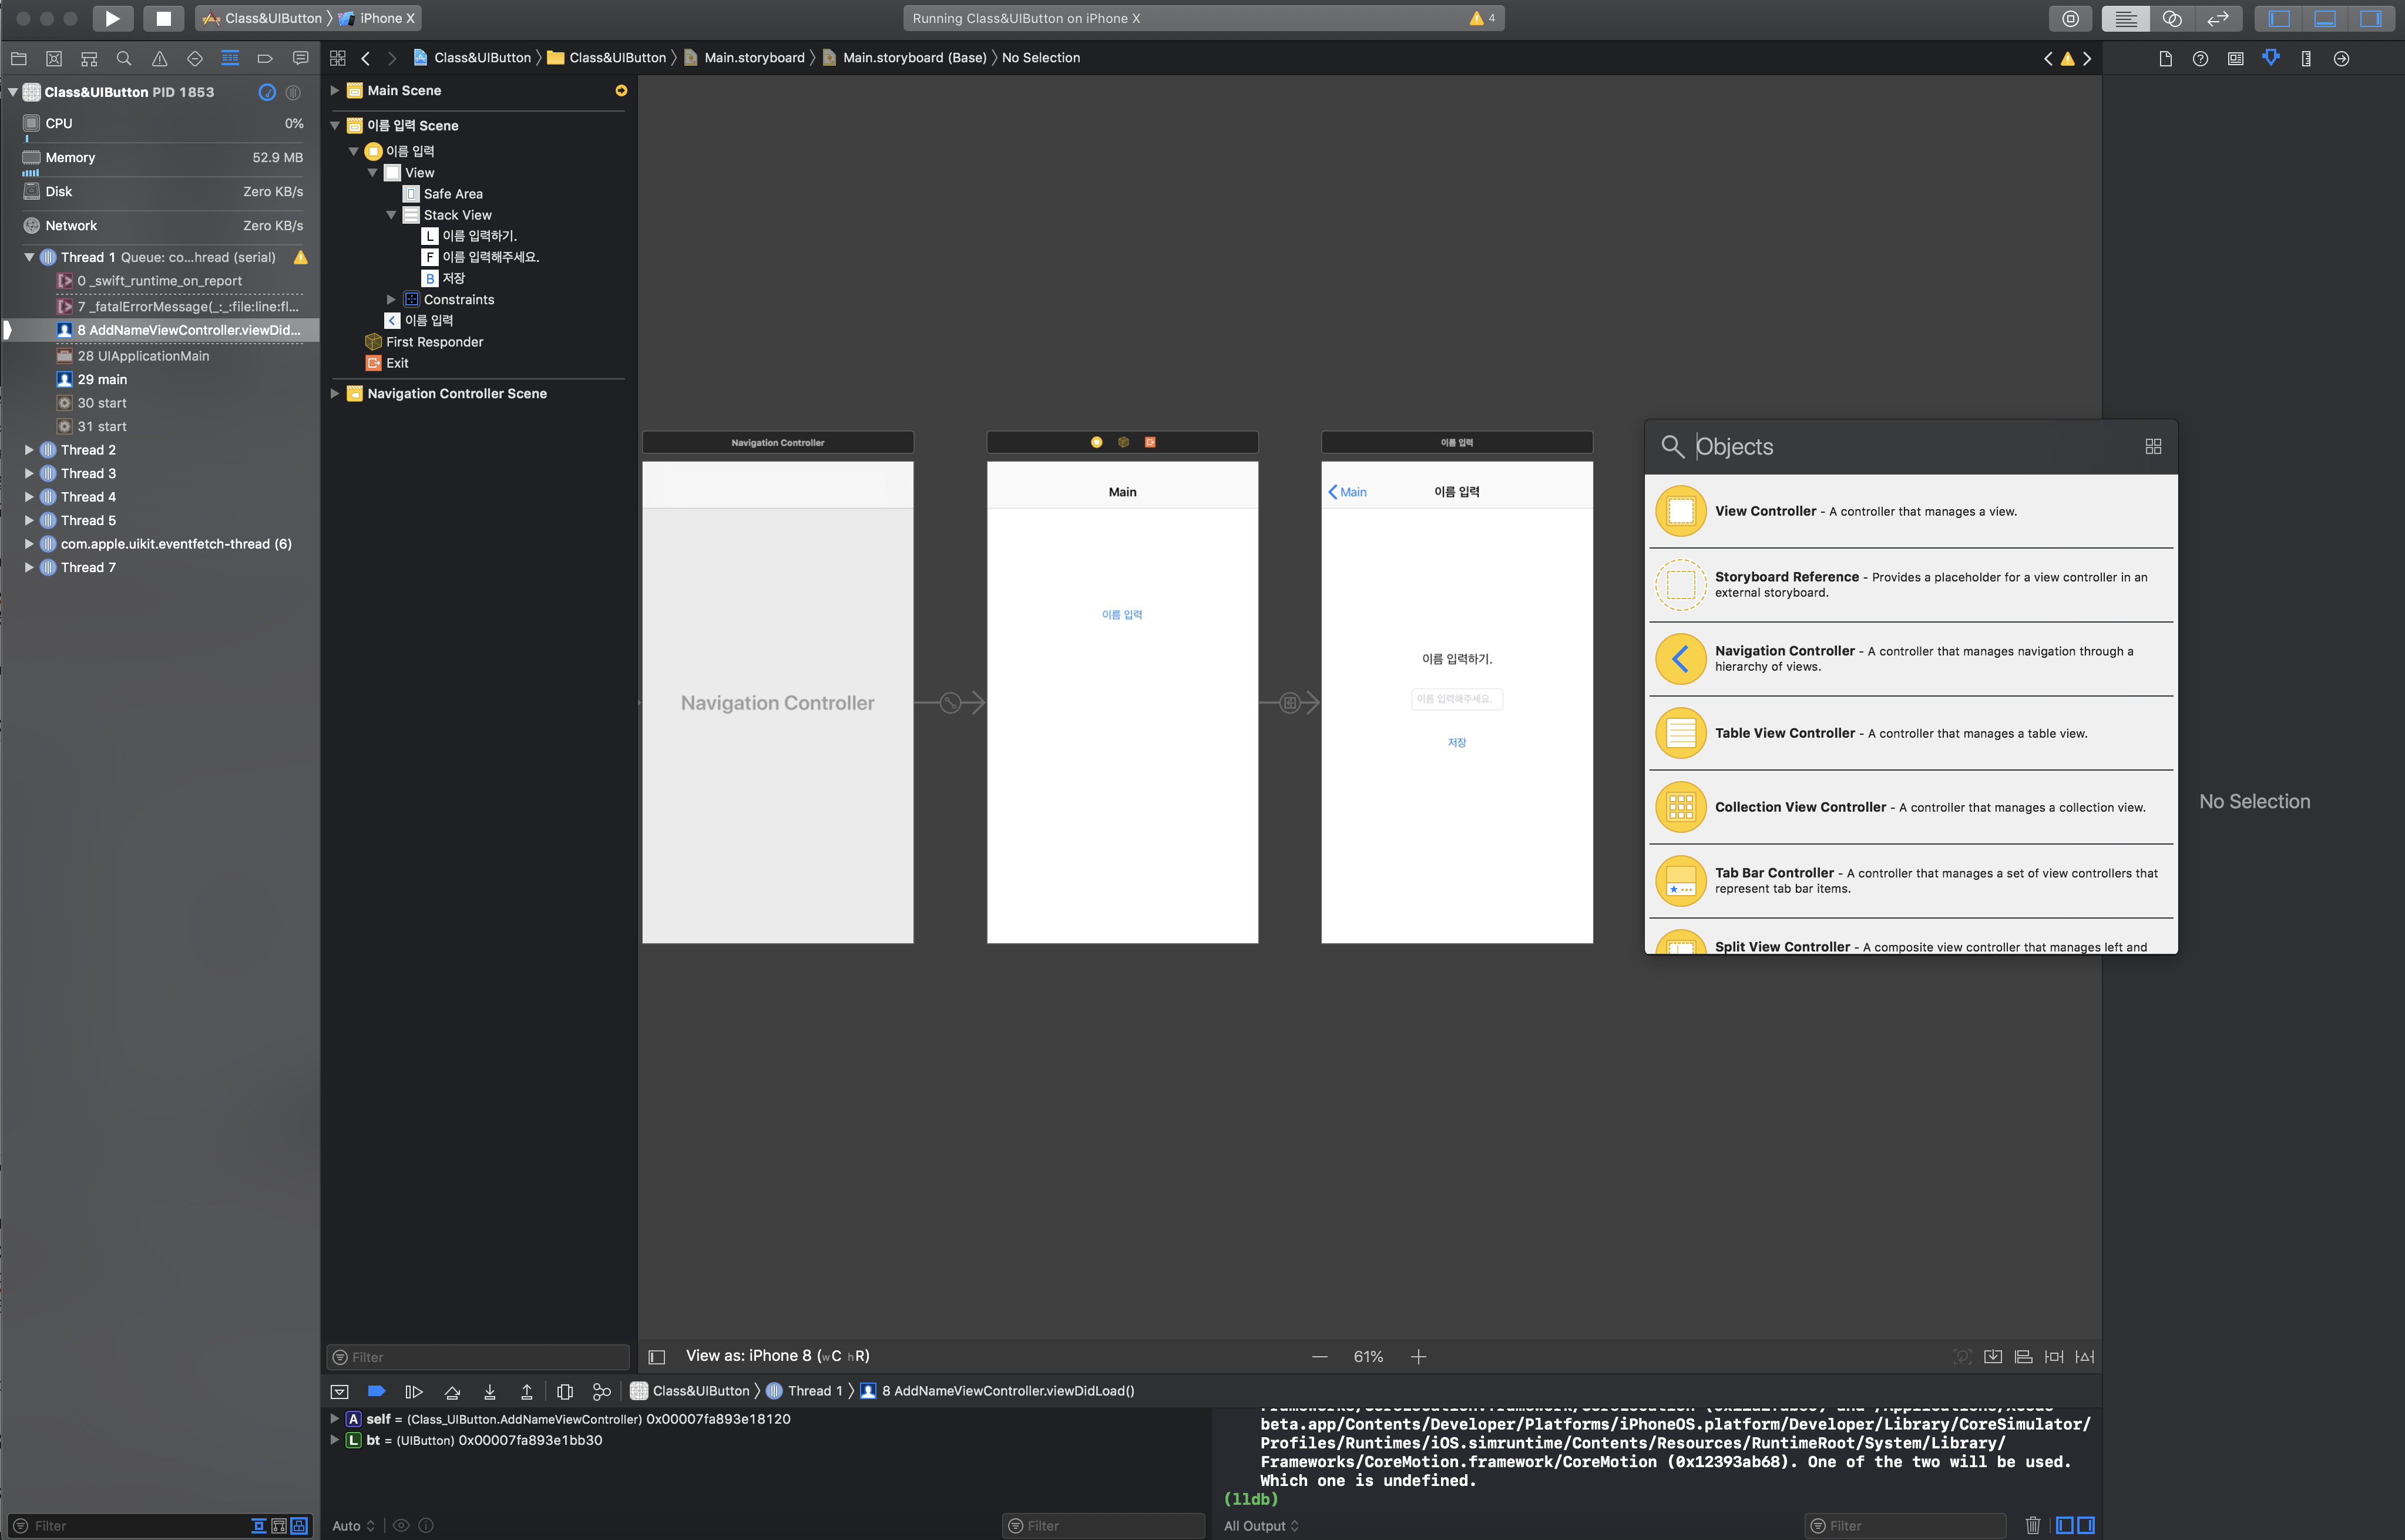 Class&UIButton
iPhone X
Running Class&UIButton on iPhone X
4
Class&UIButton
Class&UIButton
Main.storyboard
Main.storyboard (Base)
No Selection
Class&UIButton PID 1853
CPU
0%
Memory
52.9 MB
Disk
Zero KB/s
Network
Zero KB/s
Thread 1 Queue: co...hread (serial)
0 _swift_runtime_on_report
7 _fatalErrorMessage(_:_:file:line:fl...
8 AddNameViewController.viewDid...
28 UIApplicationMain
29 main
30 start
31 start
Thread 2
Thread 3
Thread 4
Thread 5
com.apple.uikit.eventfetch-thread (6)
Thread 7
Filter
Main Scene
이름 입력 Scene
이름 입력
View
Safe Area
Stack View
L 이름 입력하기.
F 이름 입력해주세요.
B 저장
Constraints
이름 입력
First Responder
Exit
Navigation Controller Scene
Filter
Navigation Controller
Navigation Controller
Main
이름 입력
이름 입력
Main
이름 입력
이름 입력하기.
이름 입력해주세요.
저장
Objects
View Controller - A controller that manages a view.
Storyboard Reference - Provides a placeholder for a view controller in an
external storyboard.
Navigation Controller - A controller that manages navigation through a
hierarchy of views.
Table View Controller - A controller that manages a table view.
Collection View Controller - A controller that manages a collection view.
Tab Bar Controller - A controller that manages a set of view controllers that
represent tab bar items.
Split View Controller - A composite view controller that manages left and
No Selection
View as: iPhone 8 (wC hR)
61%
Class&UIButton
Thread 1
8 AddNameViewController.viewDidLoad()
A self = (Class_UIButton.AddNameViewController) 0x00007fa893e18120
L bt = (UIButton) 0x00007fa893e1bb30
Auto
Filter
beta.app/Contents/Developer/Platforms/iPhoneOS.platform/Developer/Library/CoreSimulator/
Profiles/Runtimes/iOS.simruntime/Contents/Resources/RuntimeRoot/System/Library/
Frameworks/CoreMotion.framework/CoreMotion (0x12393ab68). One of the two will be used.
Which one is undefined.
(lldb)
All Output
Filter